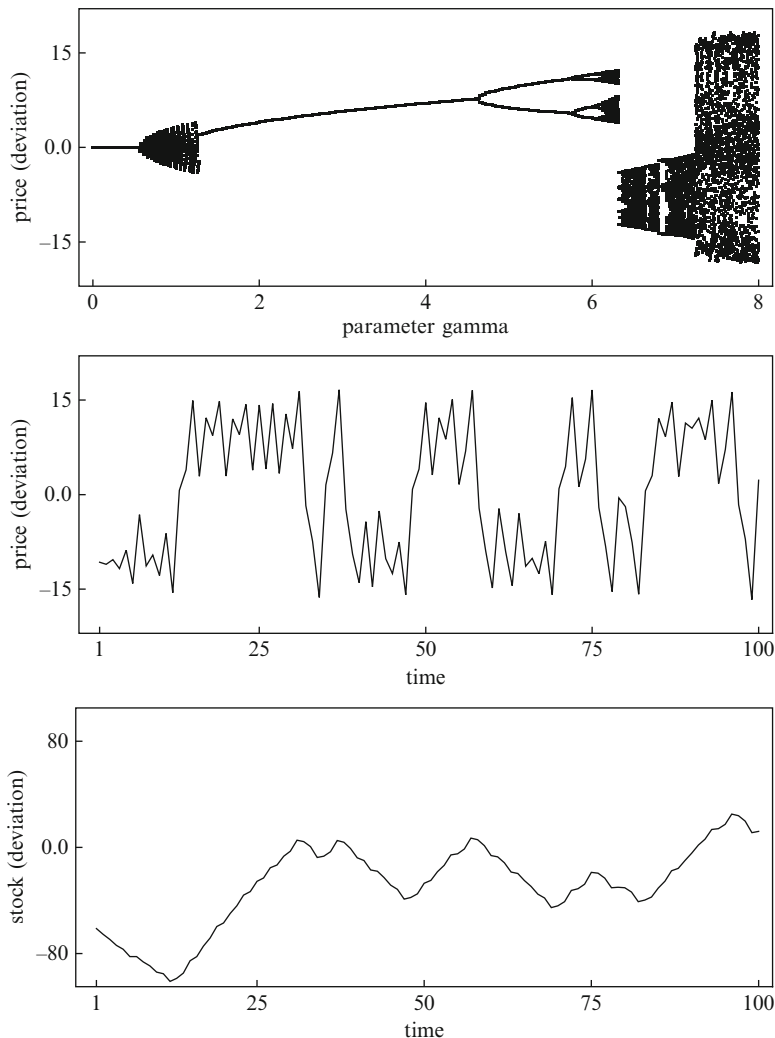 15
0.0
–15
price (deviation)
0 2 4 6 8
parameter gamma
15
0.0
–15
price (deviation)
1 25 50 75 100
time
80
0.0
–80
stock (deviation)
1 25 50 75 100
time